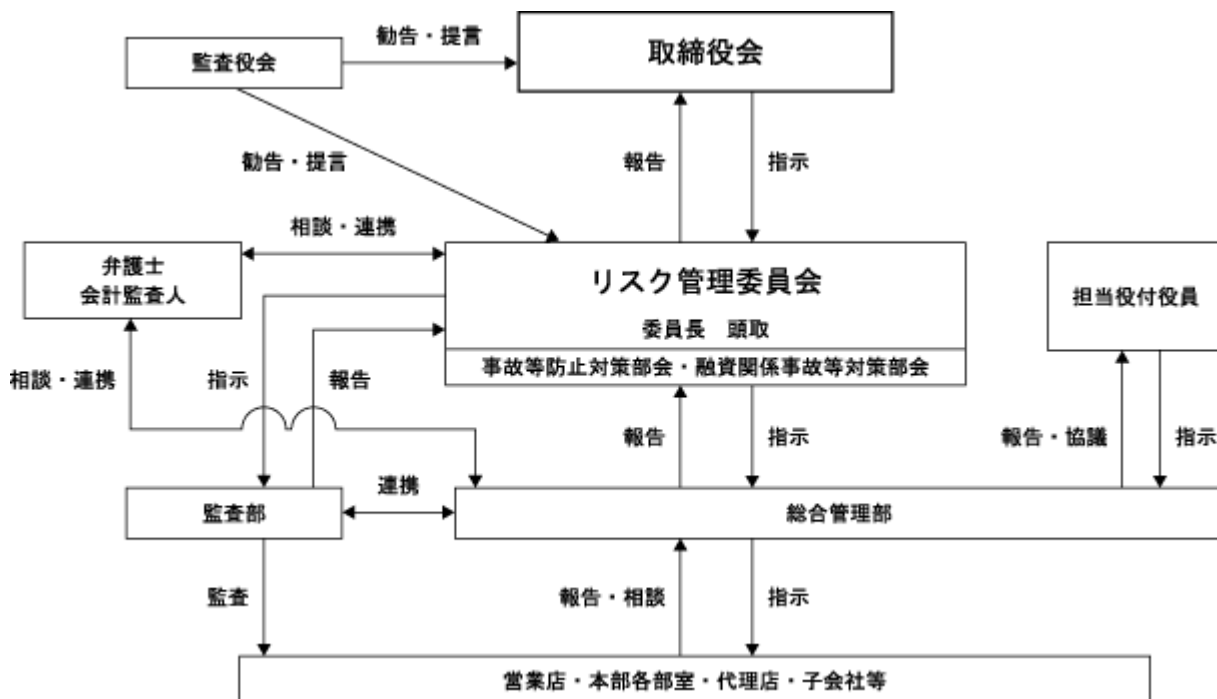 勧告・提言
監査役会
取締役会
勧告・提言
報告
指示
相談・連携
弁護士
会計監査人
リスク管理委員会
委員長 頭取
事故等防止対策部会・融資関係事故等対策部会
担当役付役員
相談・連携
指示
報告
報告
指示
報告・協議
指示
連携
監査部
総合管理部
監査
報告・相談
指示
営業店・本部各部室・代理店・子会社等